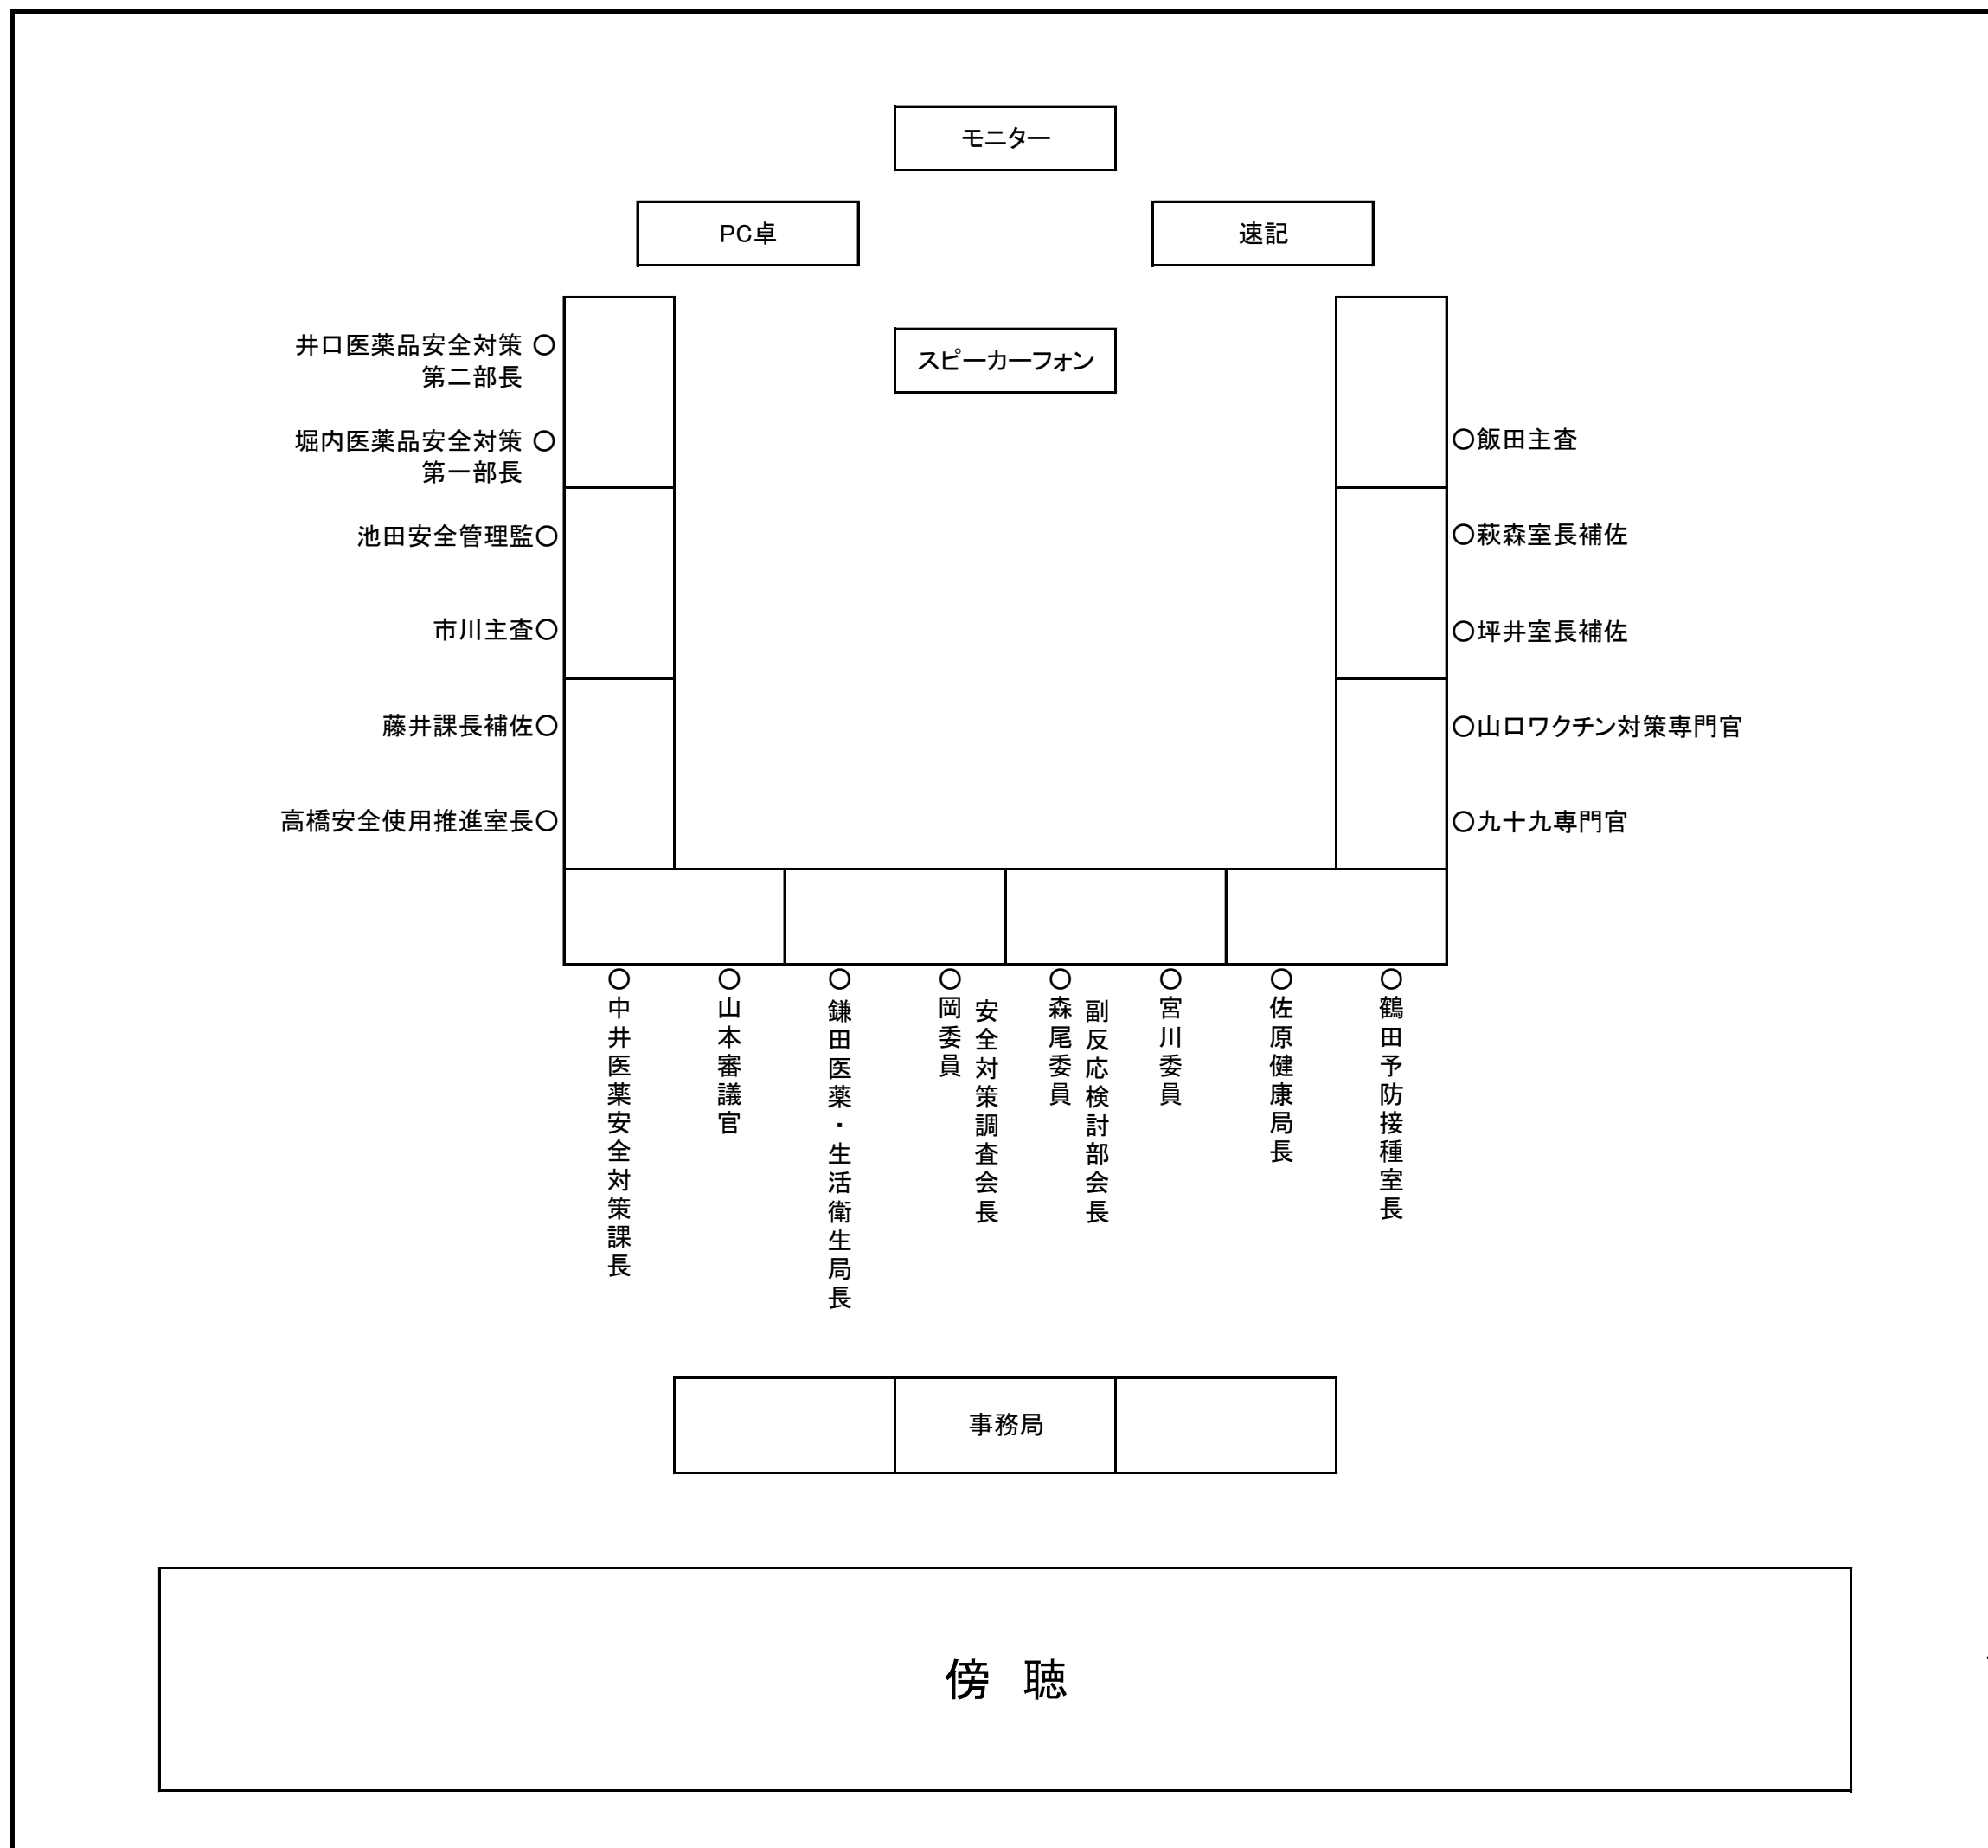 モニター
PC卓
速記
スピーカーフォン
井口医薬品安全対策 ○
第二部長
堀内医薬品安全対策 ○
第一部長
池田安全管理監○
市川主査○
藤井課長補佐○
高橋安全使用推進室長○
○飯田主査
○萩森室長補佐
○坪井室長補佐
○山口ワクチン対策専門官
○九十九専門官
○中井医薬安全対策課長
○山本審議官
○鎌田医薬・生活衛生局長
○岡委員
安全対策調査会長
○森尾委員
副反応検討部会長
○宮川委員
○佐原健康局長
○鶴田予防接種室長
事務局
傍 聴